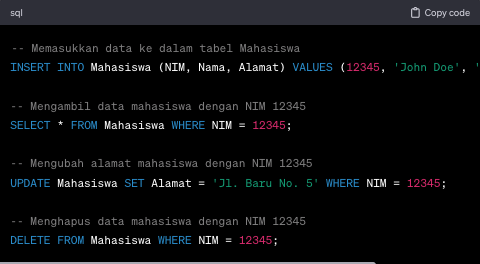 sql
Copy code
-- Memasukkan data ke dalam tabel Mahasiswa
INSERT INTO Mahasiswa (NIM, Nama, Alamat) VALUES (12345, 'John Doe', '
-- Mengambil data mahasiswa dengan NIM 12345
SELECT * FROM Mahasiswa WHERE NIM = 12345;
-- Mengubah alamat mahasiswa dengan NIM 12345
UPDATE Mahasiswa SET Alamat = 'Jl. Baru No. 5' WHERE NIM = 12345;
-- Menghapus data mahasiswa dengan NIM 12345
DELETE FROM Mahasiswa WHERE NIM = 12345;